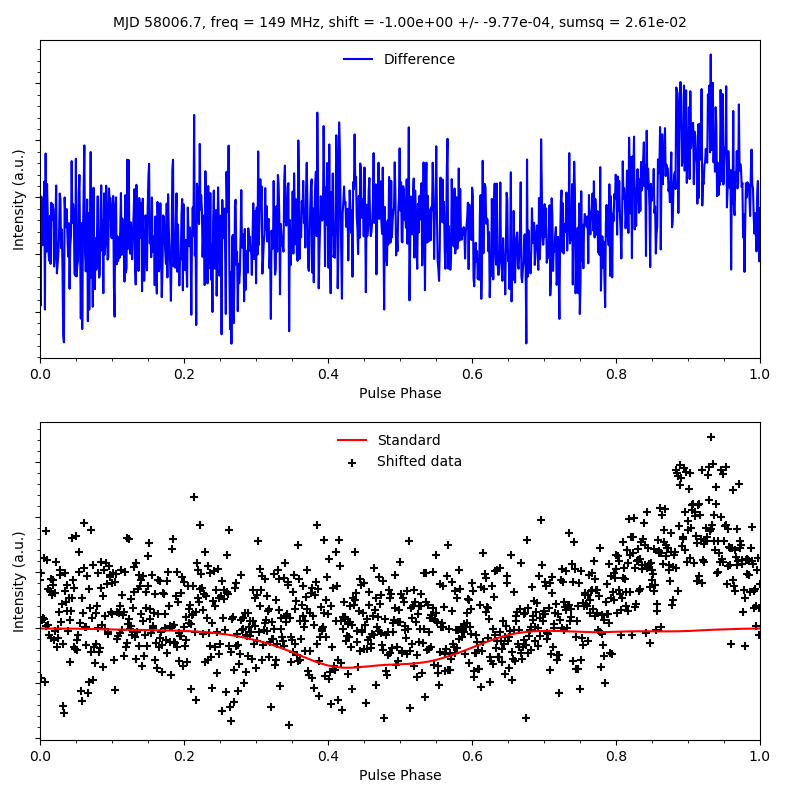 MJD 58006.7, freq = 149 MHz, shift = -1.00e+00 +/- -9.77e-04, sumsq = 2.61e-02
Difference
Intensity (a.u.)
0.0 0.2 0.4 0.6 0.8 1.0
Pulse Phase
Standard
Shifted data
Intensity (a.u.)
0.0 0.2 0.4 0.6 0.8 1.0
Pulse Phase